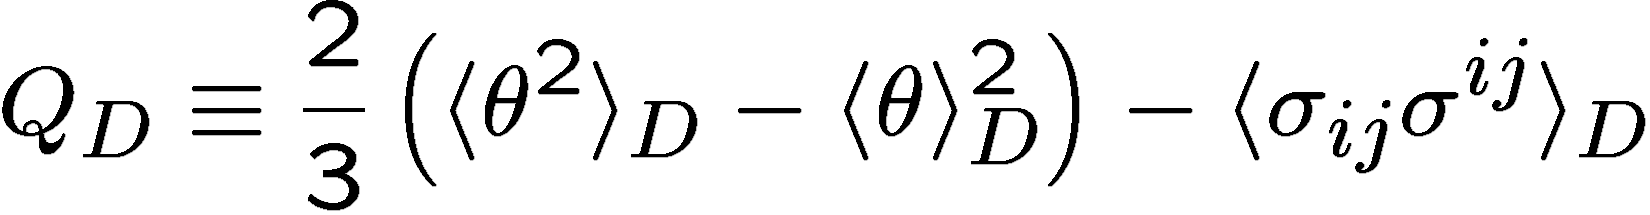 $Q_D \equiv \frac{2}{3} \left( \langle \theta^2 \rangle_D - \langle \theta \rangle_D^2 \right) - \langle \sigma_{ij} \sigma^{ij} \rangle_D$